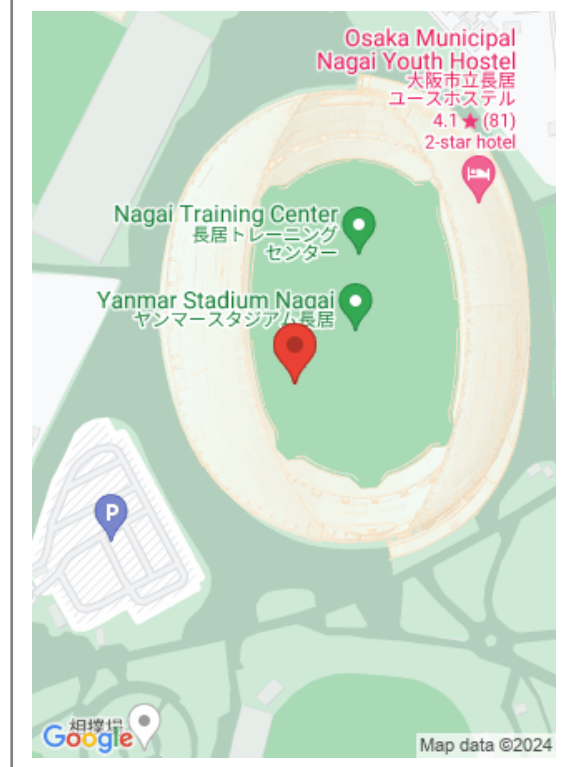 Osaka Municipal
Nagai Youth Hostel
大阪市立長居
ユースホステル
4.1★(81)
2-star hotel
Nagai Training Center
長居トレーニング
センター
Yanmar Stadium Nagai
ヤンマースタジアム長居
P
相撲場
Google
Map data ©2024